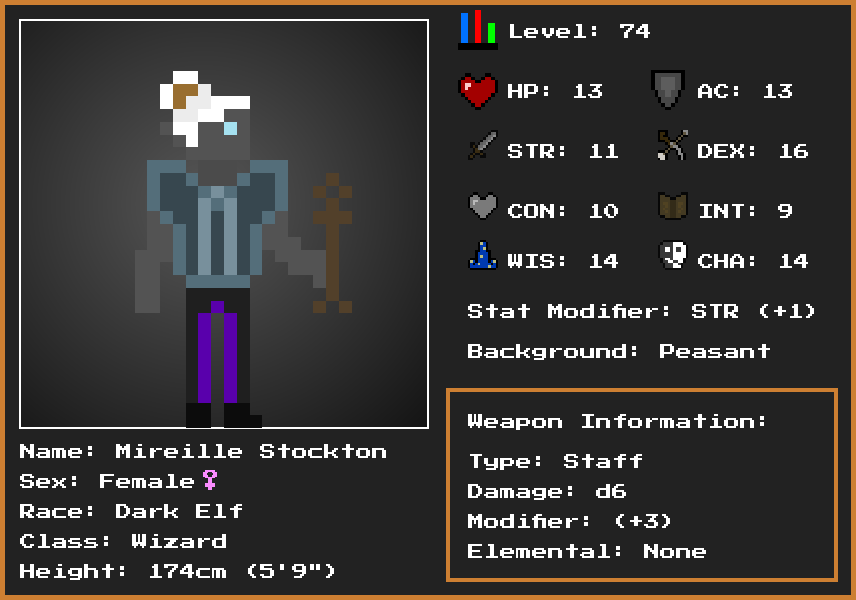 Level: 74
HP: 13
AC: 13
STR: 11
DEX: 16
CON: 10
INT: 9
WIS: 14
CHA: 14
Stat Modifier: STR (+1)
Background: Peasant
Weapon Information:
Type: Staff
Damage: d6
Modifier: (+3)
Elemental: None
Name: Mireille Stockton
Sex: Female♀
Race: Dark Elf
Class: Wizard
Height: 174cm (5'9")